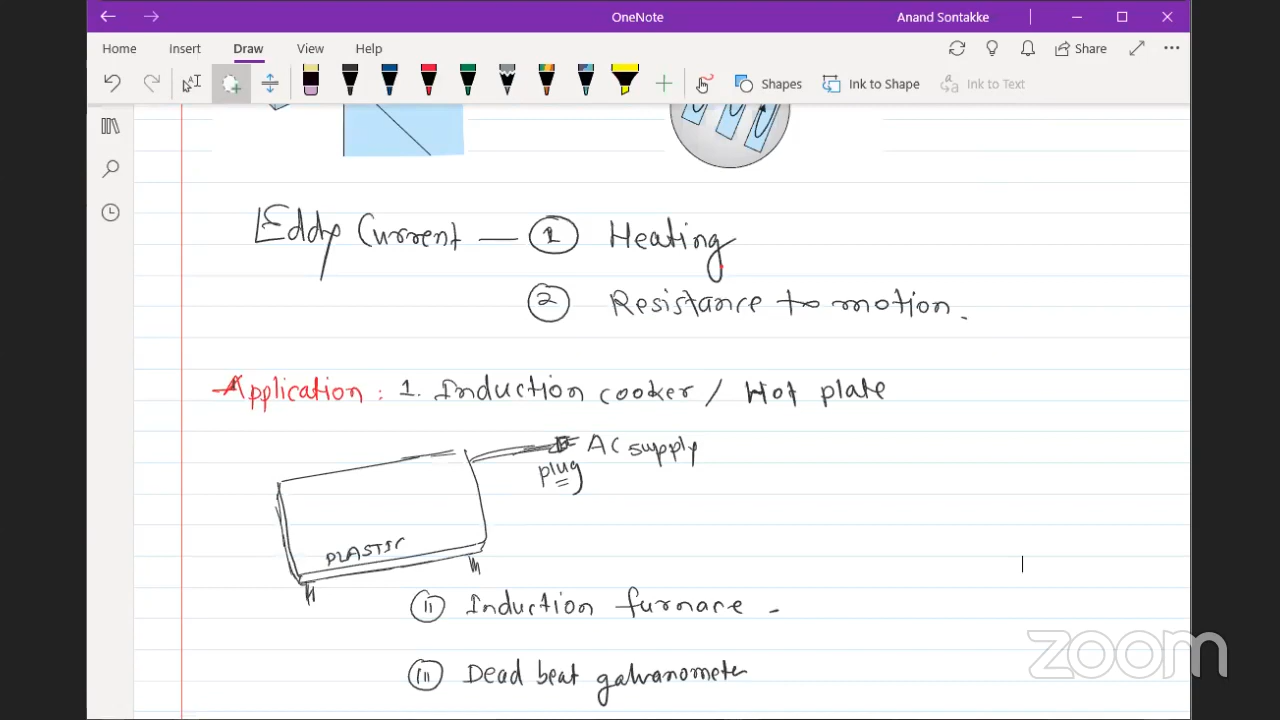 OneNote
Anand Sontakke
Home Insert Draw View Help
Share
Shapes
Ink to Shape
Ink to Text
Eddy Current — 1 Heating
2 Resistance to motion.
Application : 1. Induction cooker / Hot plate
AC supply
plug
PLASTIC
(ii) Induction furnace -
(iii) Dead beat galvanometer
zoom